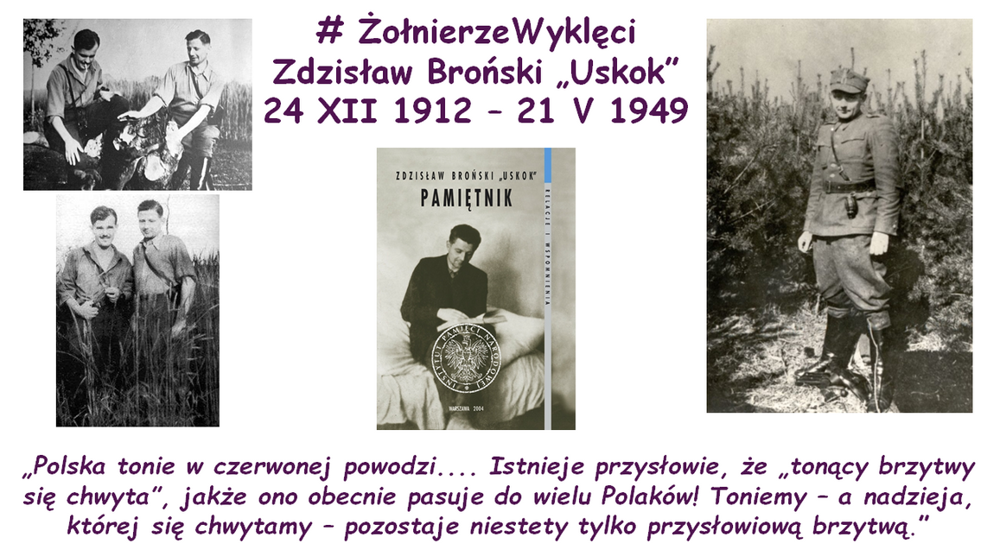 # ŻołnierzeWyklęci
Zdzisław Broński „Uskok”
24 XII 1912 – 21 V 1949
ZDZISŁAW BROŃSKI „USKOK”
PAMIĘTNIK
RELACJE I WSPOMNIENIA
INSTYTUT PAMIĘCI NARODOWEJ
WARSZAWA 2004
„Polska tonie w czerwonej powodzi.... Istnieje przysłowie, że „tonący brzytwy
się chwyta”, jakże ono obecnie pasuje do wielu Polaków! Toniemy – a nadzieja,
której się chwytamy – pozostaje niestety tylko przysłowiową brzytwą.”